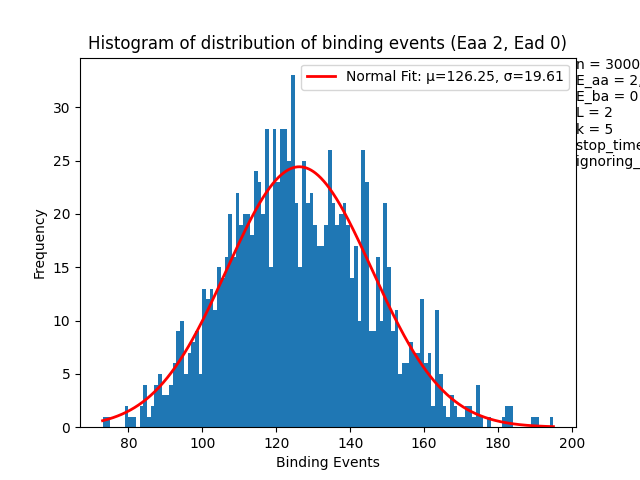 Histogram of distribution of binding events (Eaa 2, Ead 0)
Normal Fit: μ=126.25, σ=19.61
n = 3000
E_aa = 2,
E_ba = 0
L = 2
k = 5
stop_time
ignoring_
Frequency
30
25
20
15
10
5
0
80
100
120
140
160
180
200
Binding Events